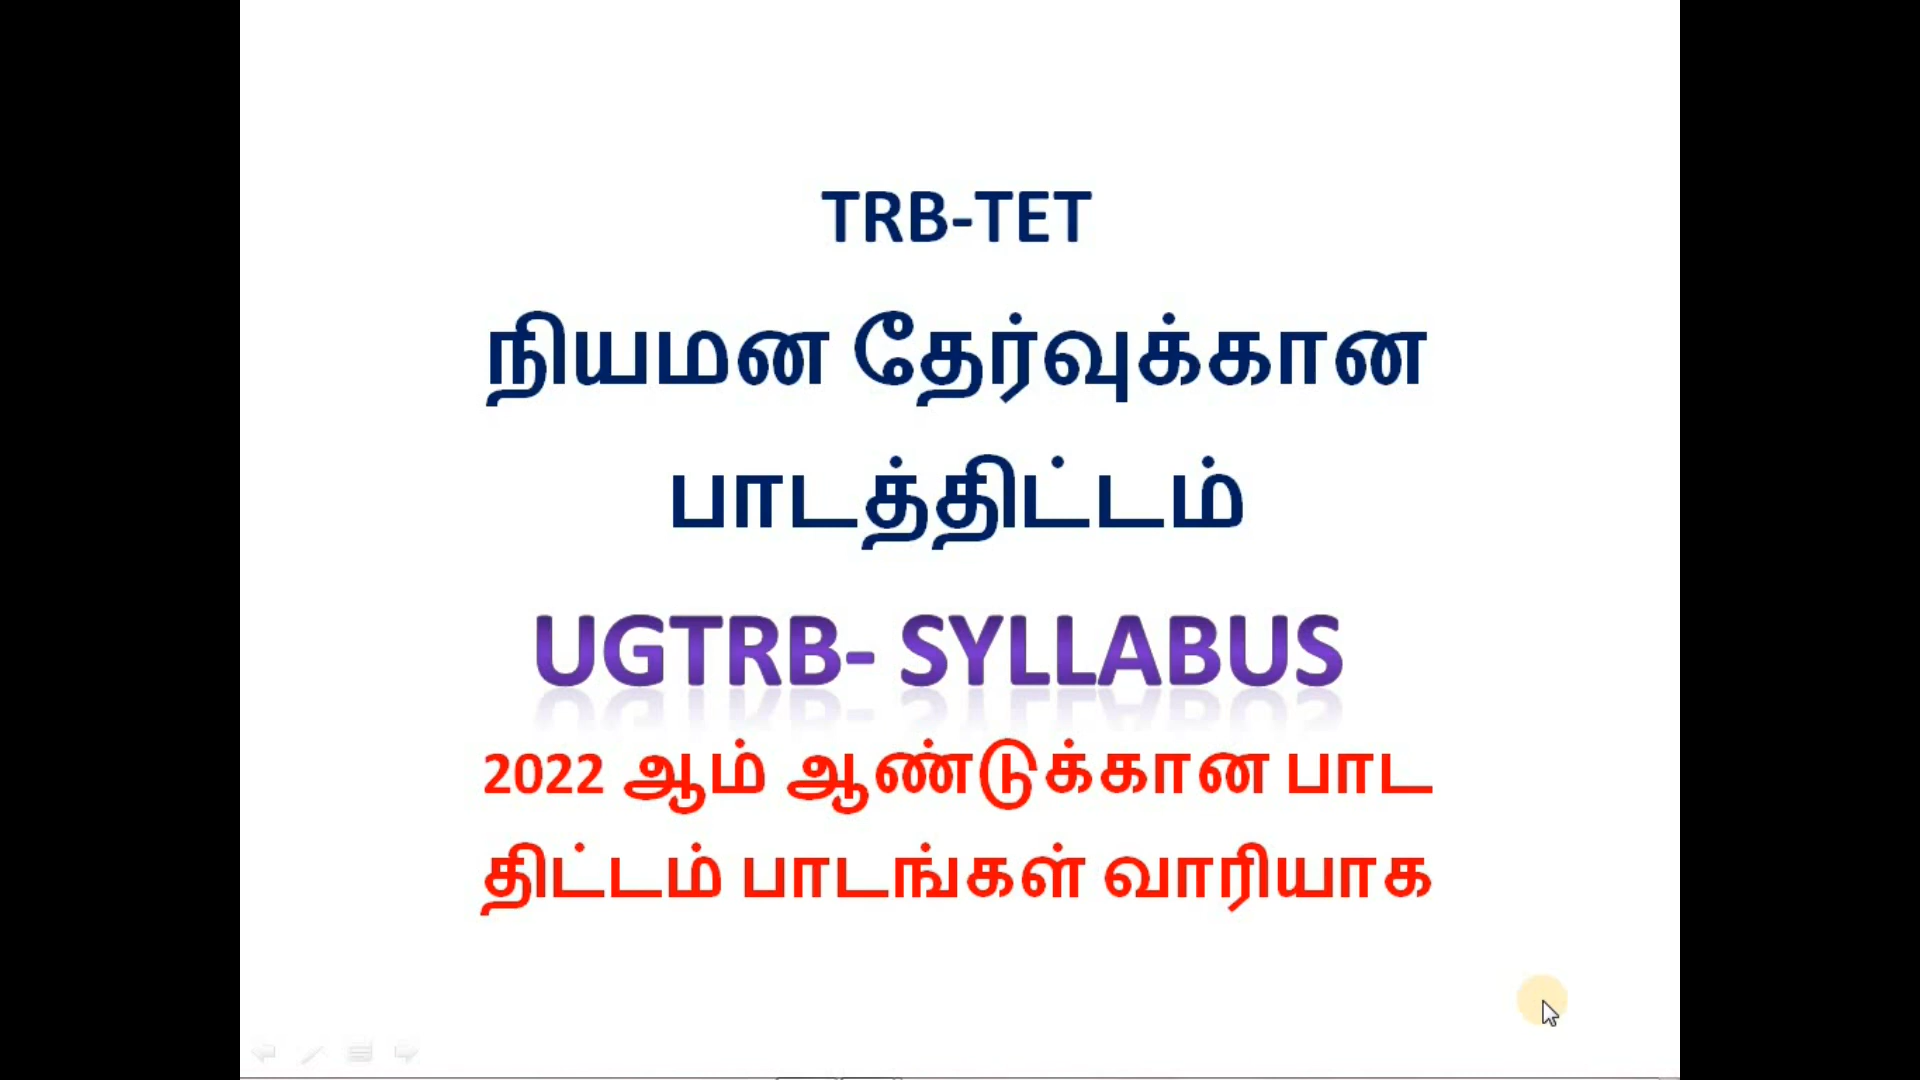 TRB-TET
நியமன தேர்வுக்கான
பாடத்திட்டம்
UGTRB- SYLLABUS
2022 ஆம் ஆண்டுக்கான பாட
திட்டம் பாடங்கள் வாரியாக